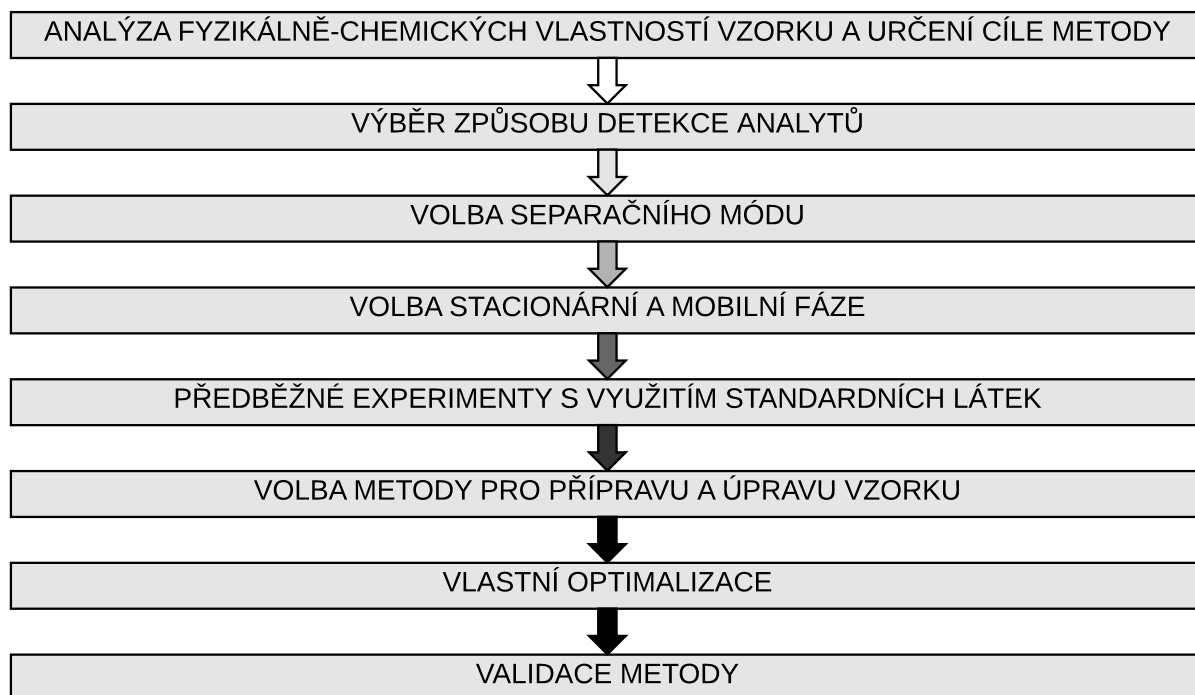 ANALÝZA FYZIKÁLNĚ-CHEMICKÝCH VLASTNOSTÍ VZORKU A URČENÍ CÍLE METODY
VÝBĚR ZPŮSOBU DETEKCE ANALYTŮ
VOLBA SEPARAČNÍHO MÓDU
VOLBA STACIONÁRNÍ A MOBILNÍ FÁZE
PŘEDBĚŽNÉ EXPERIMENTY S VYUŽITÍM STANDARDNÍCH LÁTEK
VOLBA METODY PRO PŘÍPRAVU A ÚPRAVU VZORKU
VLASTNÍ OPTIMALIZACE
VALIDACE METODY